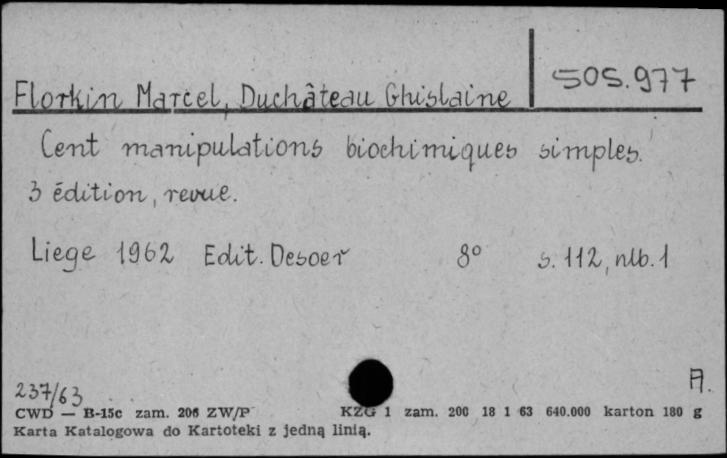 505.977
Florkin Marcel, Duchâteau Ghislaine
Cent manipulations biochimiques simples.
3 édition, revue.
Liege 1962 Edit. Desoer 8° s. 112, nlb. 1
237/63 A.
CWD — B-15c zam. 206 ZW/P KZG 1 zam. 200 18 1 63 640.000 karton 180 g
Karta Katalogowa do Kartoteki z jedną linią.